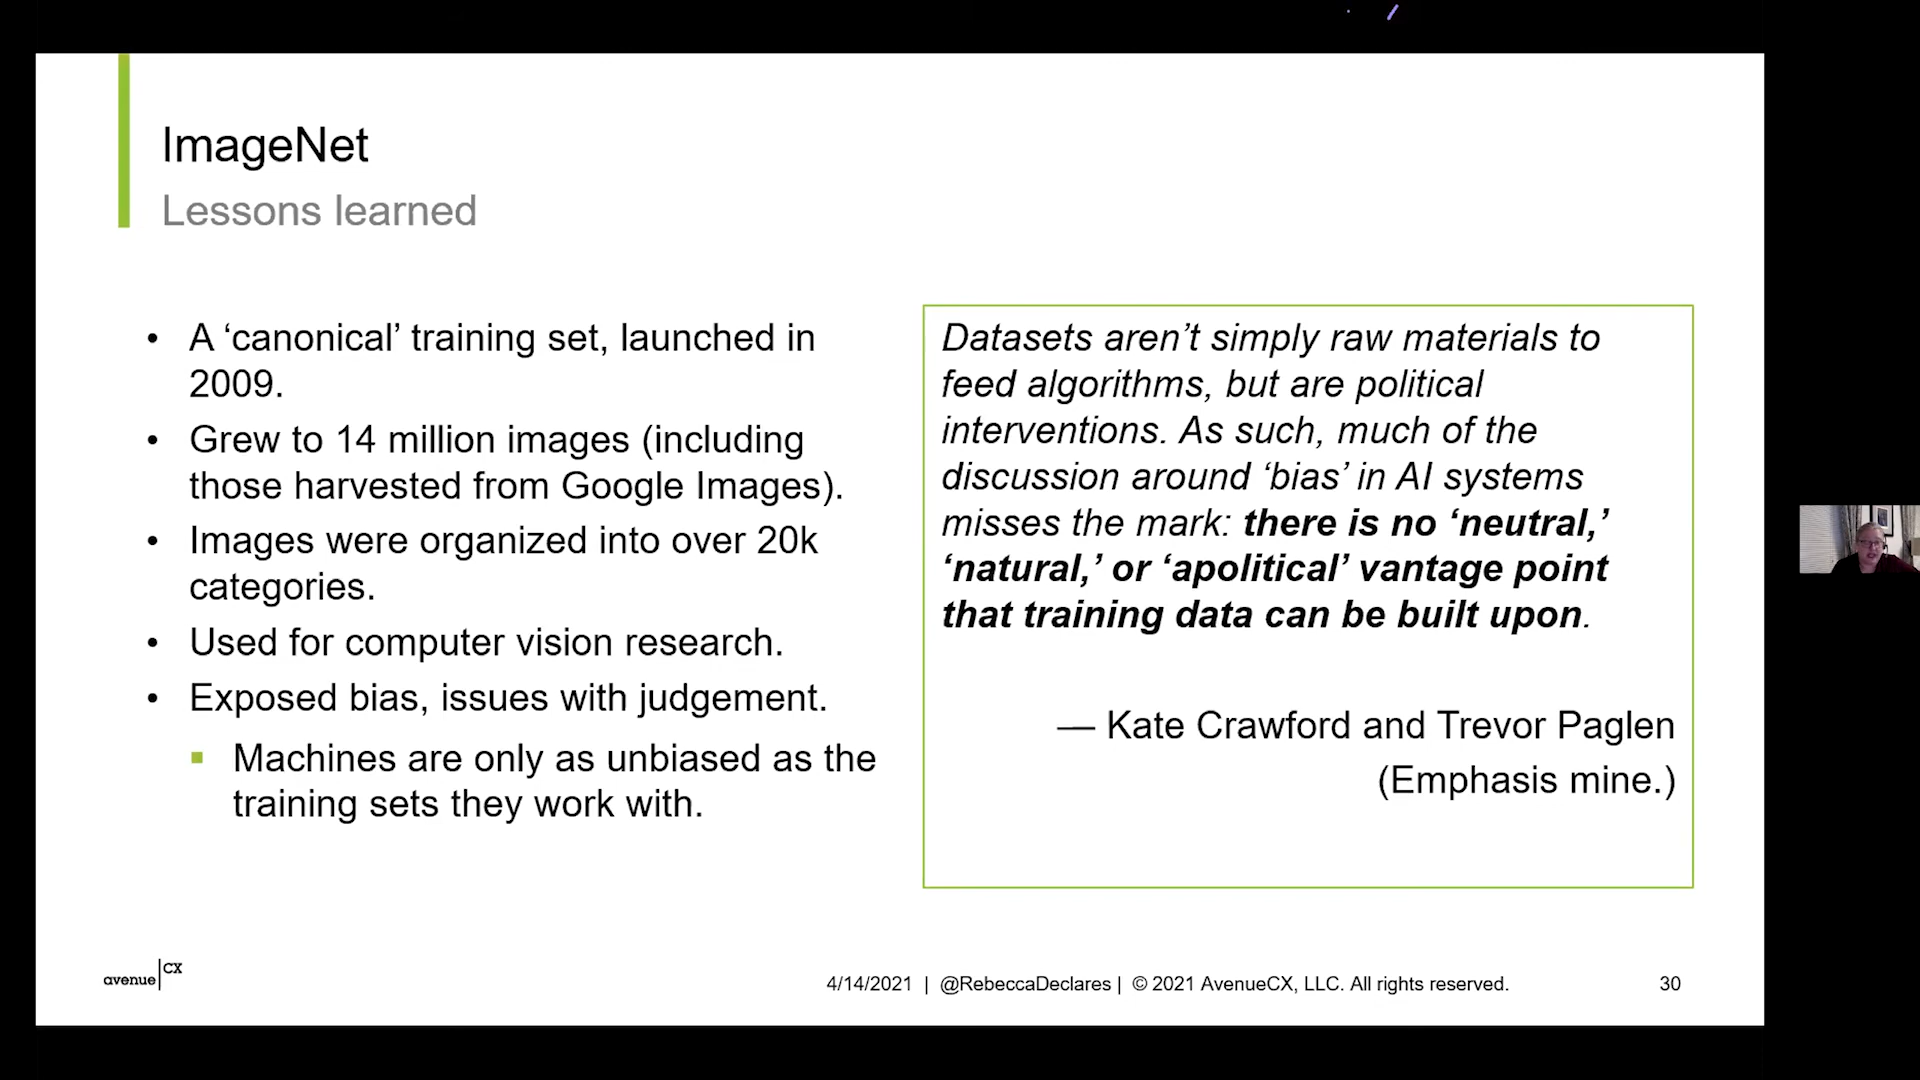 ImageNet
Lessons learned
• A ‘canonical’ training set, launched in
2009.
• Grew to 14 million images (including
those harvested from Google Images).
• Images were organized into over 20k
categories.
• Used for computer vision research.
• Exposed bias, issues with judgement.
▪ Machines are only as unbiased as the
training sets they work with.
Datasets aren’t simply raw materials to
feed algorithms, but are political
interventions. As such, much of the
discussion around ‘bias’ in AI systems
misses the mark: there is no ‘neutral,’
‘natural,’ or ‘apolitical’ vantage point
that training data can be built upon.
— Kate Crawford and Trevor Paglen
(Emphasis mine.)
avenue|CX
4/14/2021 | @RebeccaDeclares | © 2021 AvenueCX, LLC. All rights reserved.
30